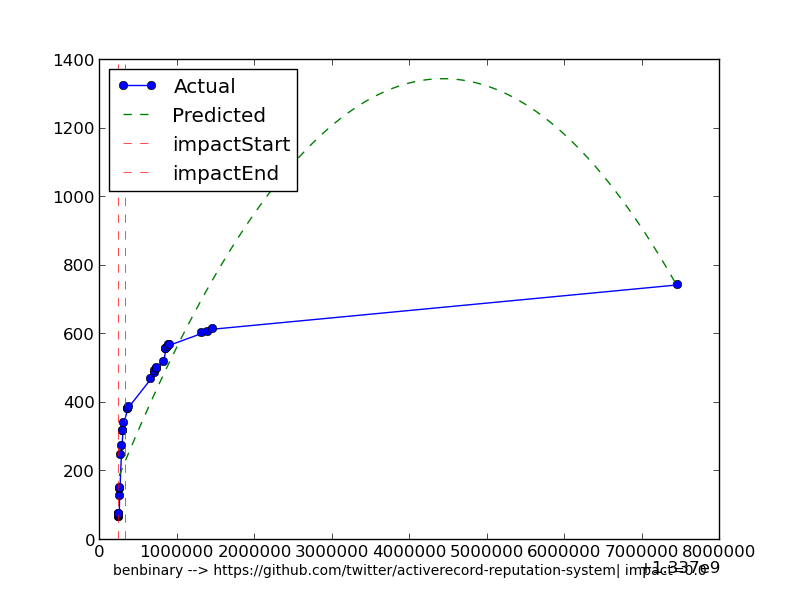 1400
1200
1000
800
600
400
200
0
Actual
Predicted
impactStart
impactEnd
0 1000000 2000000 3000000 4000000 5000000 6000000 7000000 8000000
+1.337e9
benbinary --> https://github.com/twitter/activerecord-reputation-system| impact=0.0